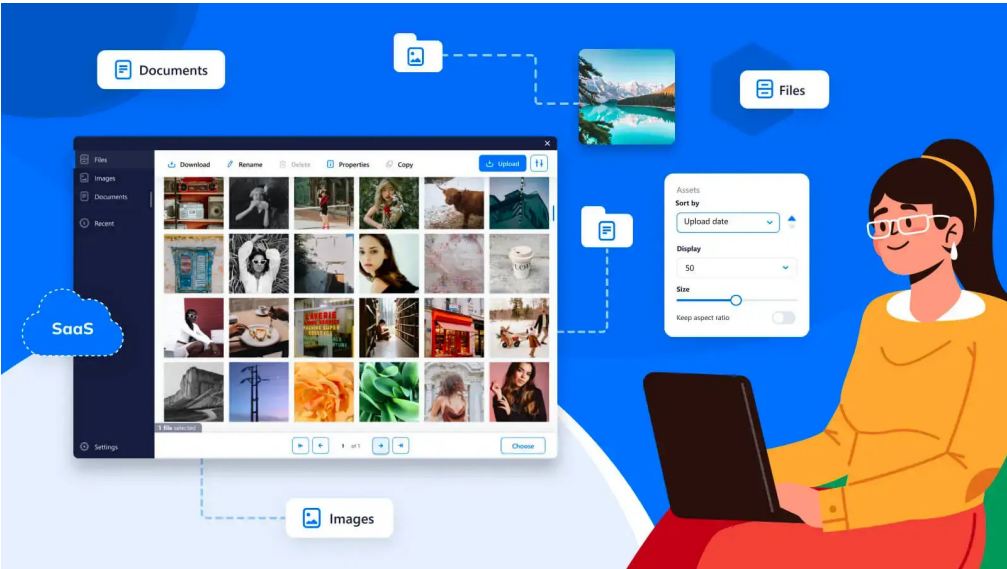 Documents
Files
Files
Images
Documents
Recent
Settings
Download
Rename
Delete
Properties
Copy
Upload
SaaS
1 file selected
1 of 1
Choose
Images
Assets
Sort by
Upload date
Display
50
Size
Keep aspect ratio